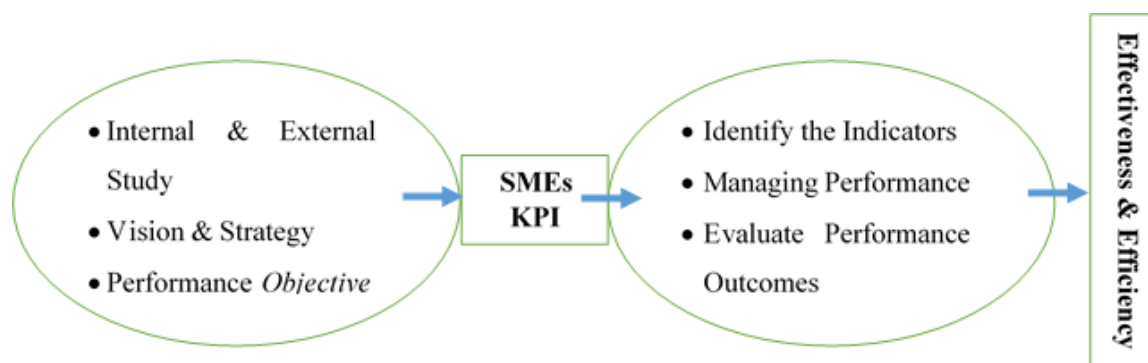 • Internal & External
Study
• Vision & Strategy
• Performance Objective
SMEs
KPI
• Identify the Indicators
• Managing Performance
• Evaluate Performance
Outcomes
Effectiveness & Efficiency